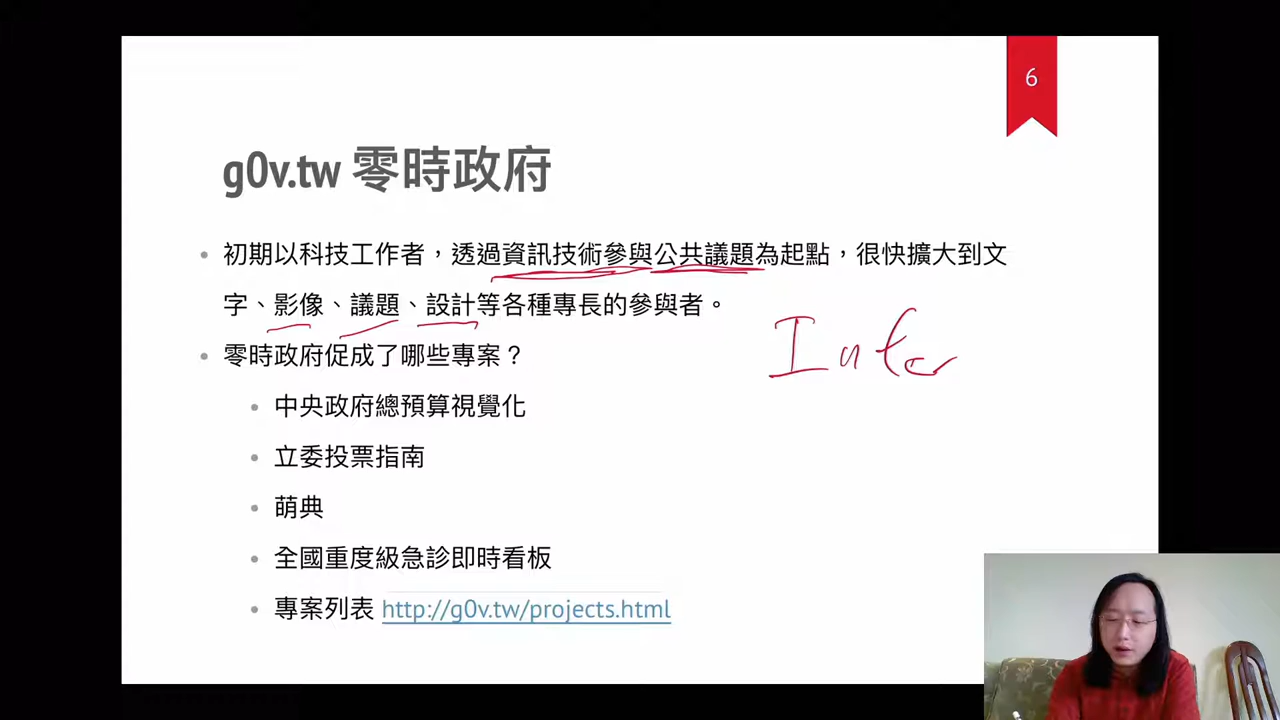 6
g0v.tw 零時政府
• 初期以科技工作者，透過資訊技術參與公共議題為起點，很快擴大到文
字、影像、議題、設計等各種專長的參與者。
Inter
• 零時政府促成了哪些專案？
• 中央政府總預算視覺化
• 立委投票指南
• 萌典
• 全國重度級急診即時看板
• 專案列表 http://g0v.tw/projects.html